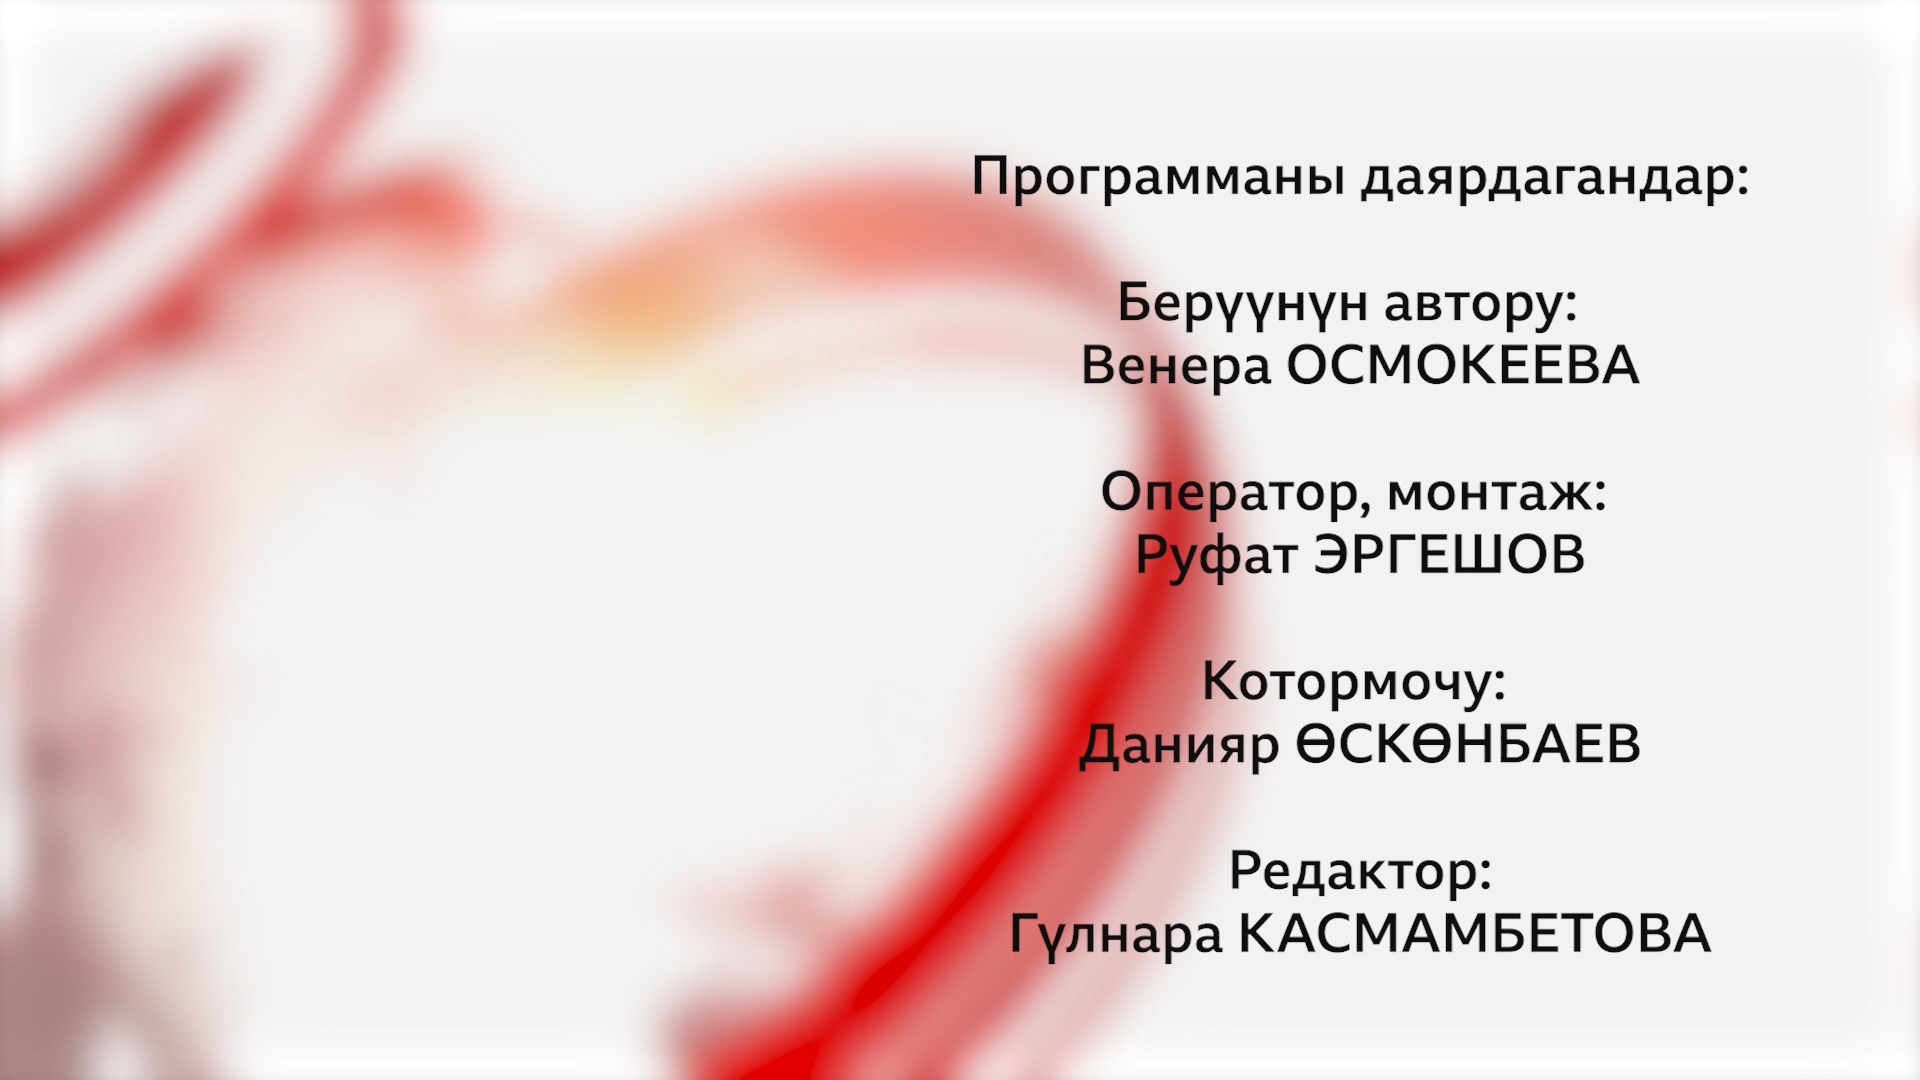 Программаны даярдагандар:
Берүүнүн автору:
Венера ОСМОКЕЕВА
Оператор, монтаж:
Руфат ЭРГЕШОВ
Котормочу:
Данияр ӨСКӨНБАЕВ
Редактор:
Гүлнара КАСМАМБЕТОВА